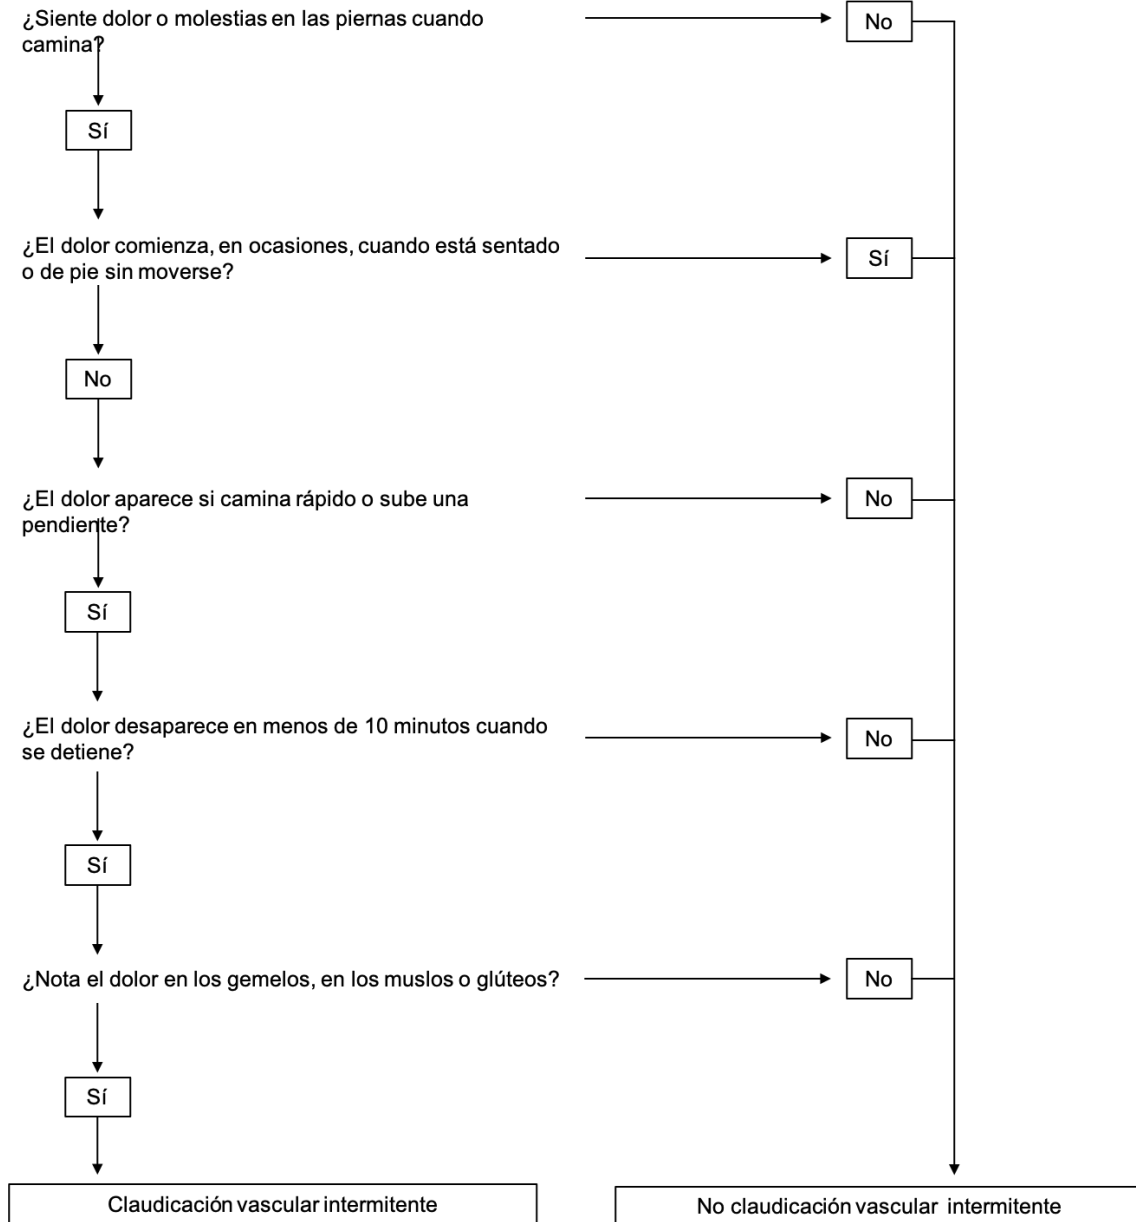 ¿Siente dolor o molestias en las piernas cuando
camina?
No
Sí
¿El dolor comienza, en ocasiones, cuando está sentado
o de pie sin moverse?
Sí
No
¿El dolor aparece si camina rápido o sube una
pendiente?
No
Sí
¿El dolor desaparece en menos de 10 minutos cuando
se detiene?
No
Sí
¿Nota el dolor en los gemelos, en los muslos o glúteos?
No
Sí
Claudicación vascular intermitente
No claudicación vascular intermitente